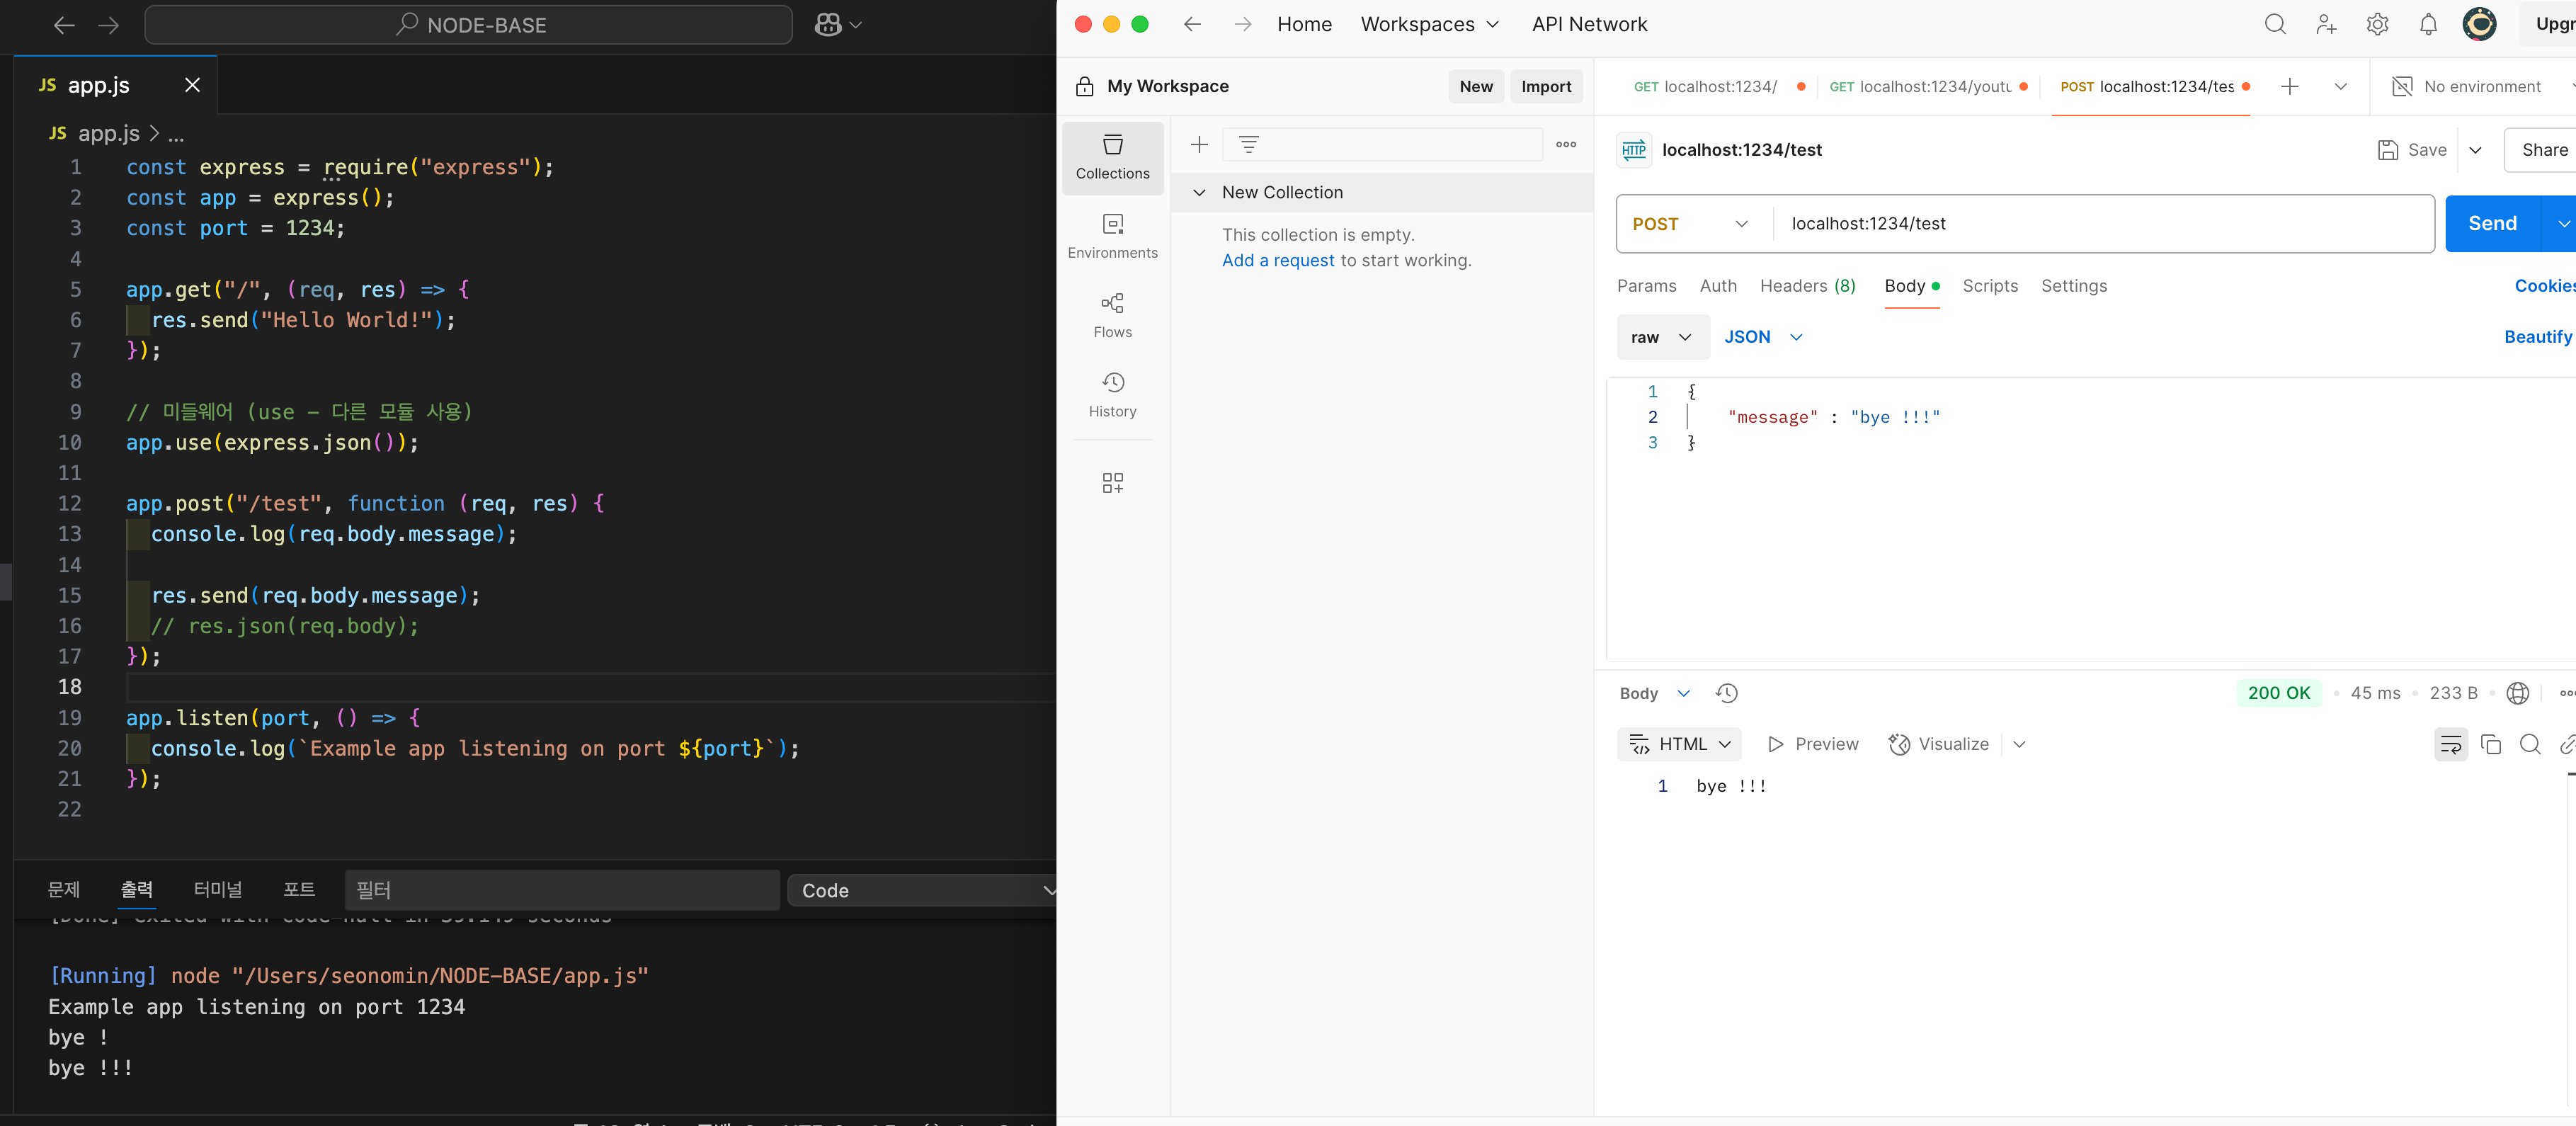 NODE-BASE
JS app.js
JS app.js > ...
1 const express = require("express");
2 const app = express();
3 const port = 1234;
4
5 app.get("/", (req, res) => {
6 res.send("Hello World!");
7 });
8
9 // 미들웨어 (use - 다른 모듈 사용)
10 app.use(express.json());
11
12 app.post("/test", function (req, res) {
13 console.log(req.body.message);
14
15 res.send(req.body.message);
16 // res.json(req.body);
17 });
18
19 app.listen(port, () => {
20 console.log(`Example app listening on port ${port}`);
21 });
22
문제 출력 터미널 포트 필터 Code
[Done] exited with code=null in 39.149 seconds
[Running] node "/Users/seonomin/NODE-BASE/app.js"
Example app listening on port 1234
bye !
bye !!!
Home Workspaces API Network
My Workspace New Import
Collections
Environments
Flows
History
New Collection
This collection is empty.
Add a request to start working.
GET localhost:1234/ GET localhost:1234/youtu POST localhost:1234/tes No environment
HTTP localhost:1234/test Save Share
POST localhost:1234/test Send
Params Auth Headers (8) Body Scripts Settings Cookies
raw JSON Beautify
1 {
2 "message" : "bye !!!"
3 }
Body 200 OK 45 ms 233 B
HTML Preview Visualize
1 bye !!!